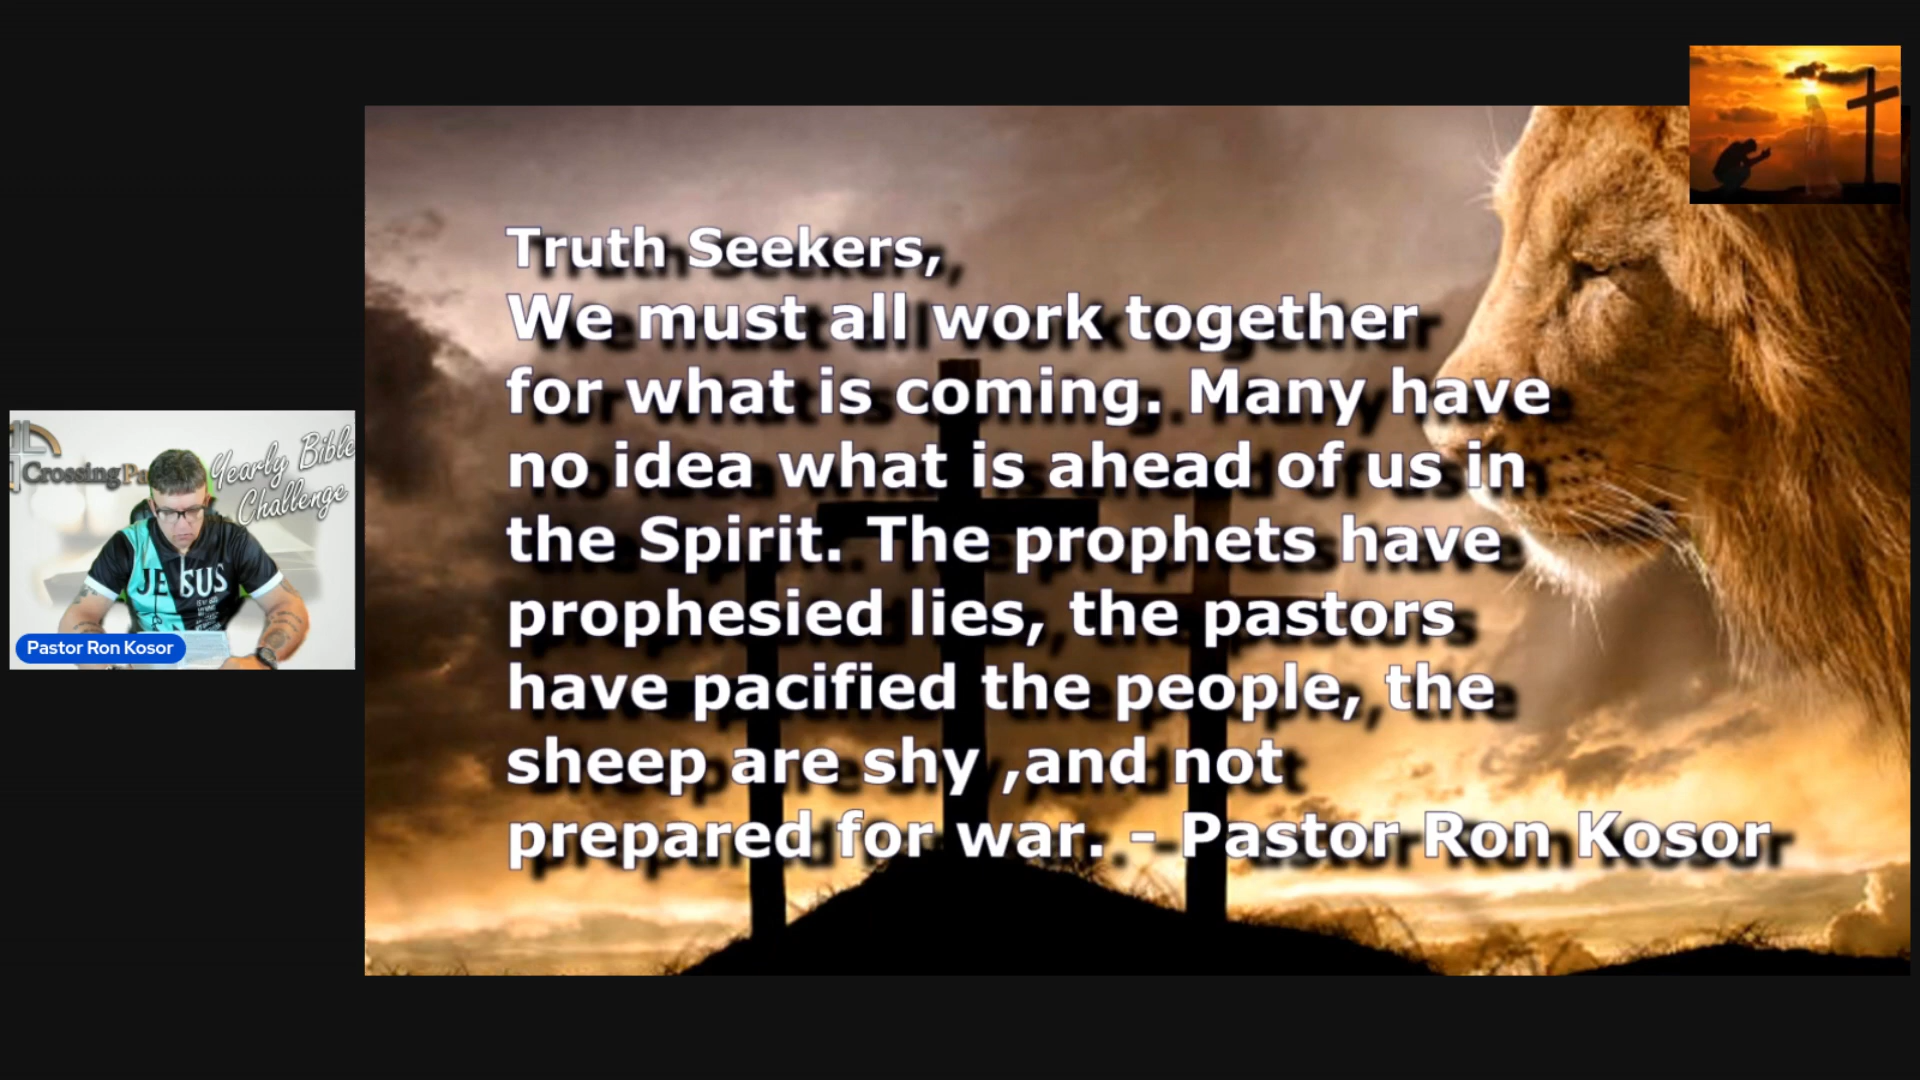 Truth Seekers,
We must all work together
for what is coming. Many have
no idea what is ahead of us in
the Spirit. The prophets have
prophesied lies, the pastors
have pacified the people, the
sheep are shy ,and not
prepared for war. - Pastor Ron Kosor
Crossing
Yearly Bible
Challenge
JESUS
Pastor Ron Kosor